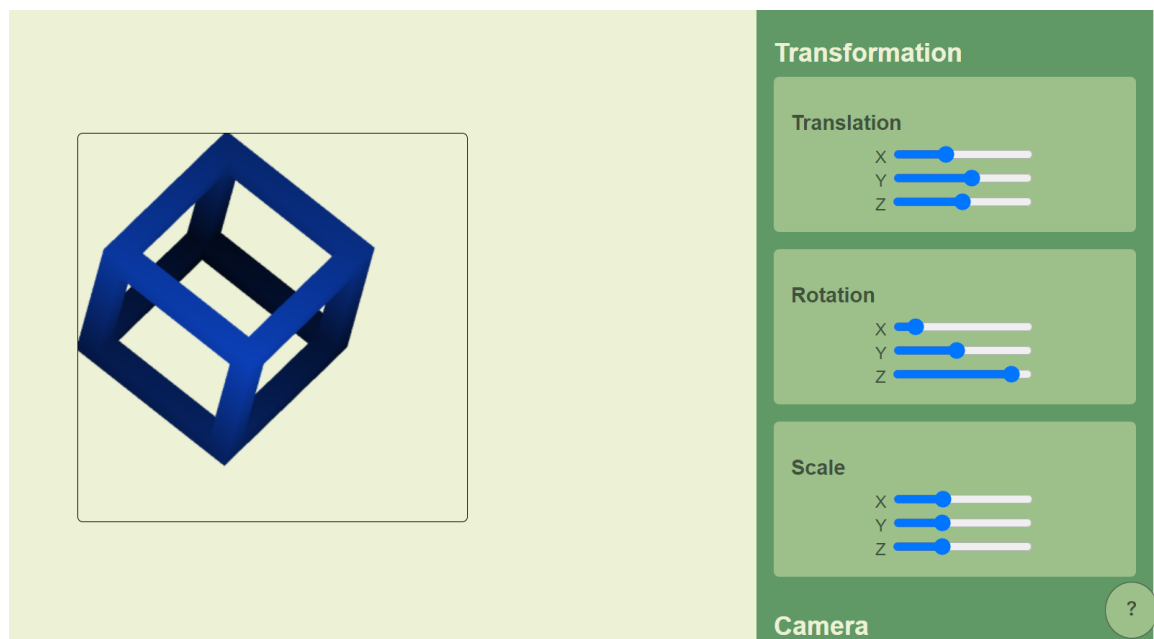 Transformation
Translation
X
Y
Z
Rotation
X
Y
Z
Scale
X
Y
Z
Camera
?